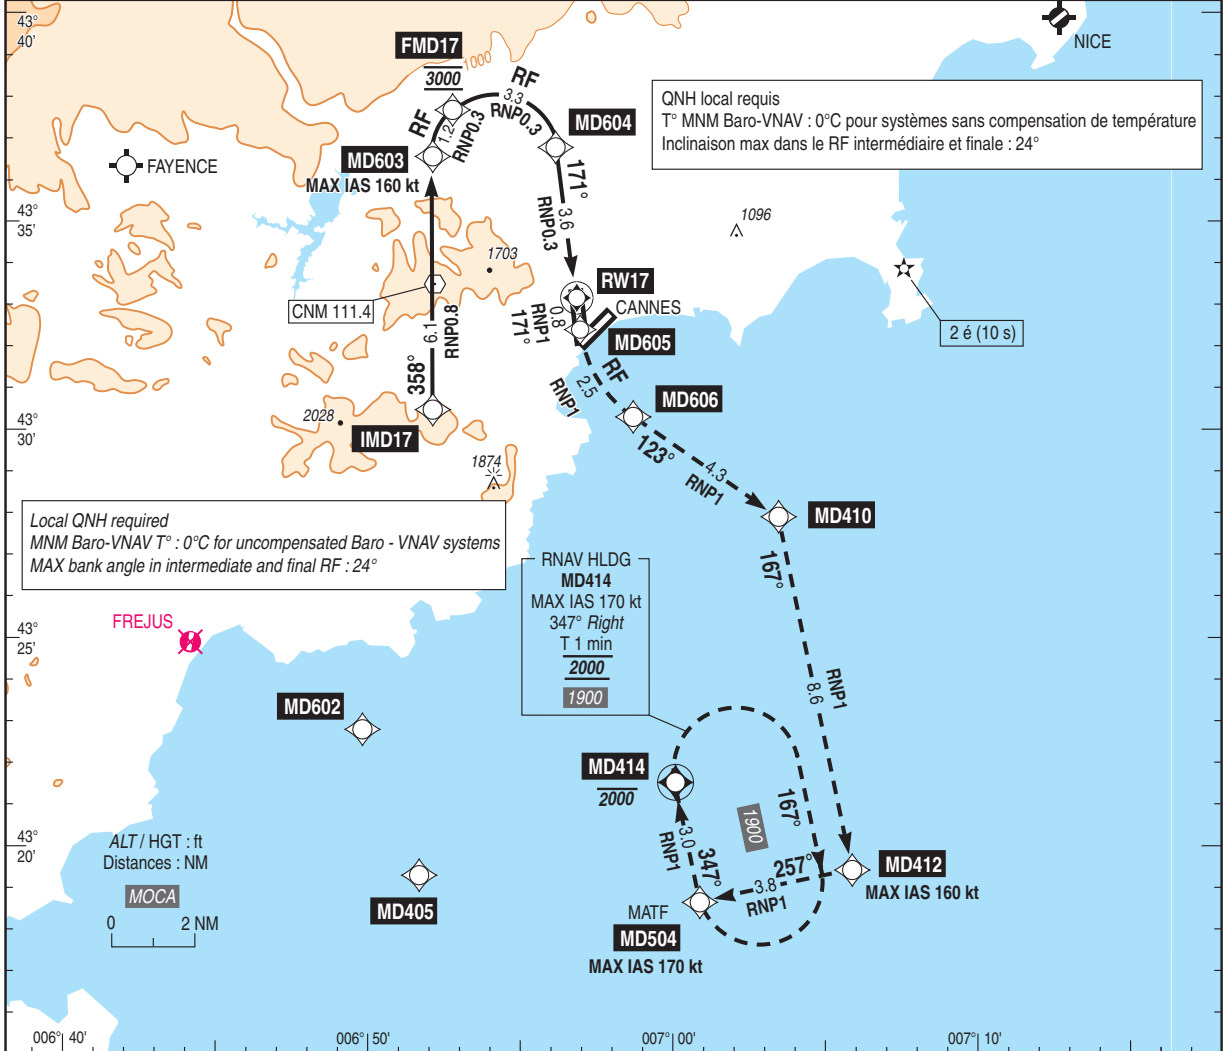 43°
40'
FMD17
3000
1000
RF
3.3
RNP0.3
NICE
QNH local requis
T° MNM Baro-VNAV : 0°C pour systèmes sans compensation de température
Inclinaison max dans le RF intermédiaire et finale : 24°
RF
1.2
RNP0.3
MD604
FAYENCE
MD603
MAX IAS 160 kt
171°
3.6
RNP0.3
43°
35'
1096
1703
RW17
CNM 111.4
CANNES
0.8
RNP1
171°
MD605
2 é (10 s)
6.1
RNP0.8
358°
RF
2.5
RNP1
MD606
43°
30'
2028
IMD17
123°
4.3
RNP1
1874
MD410
Local QNH required
MNM Baro-VNAV T° : 0°C for uncompensated Baro - VNAV systems
MAX bank angle in intermediate and final RF : 24°
RNAV HLDG
MD414
MAX IAS 170 kt
347° Right
T 1 min
2000
1900
167°
8.6
RNP1
FREJUS
43°
25'
MD602
MD414
2000
167°
1900
3.0
RNP1
347°
43°
20'
ALT / HGT : ft
Distances : NM
MOCA
0 2 NM
257°
3.8
RNP1
MD412
MAX IAS 160 kt
MD405
MATF
MD504
MAX IAS 170 kt
006° 40'
006° 50'
007° 00'
007° 10'